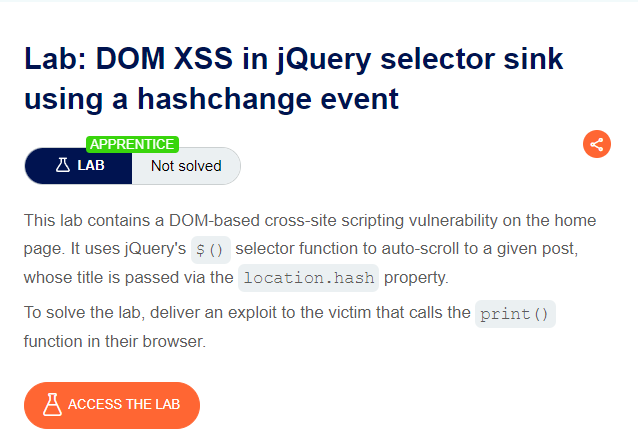 Lab: DOM XSS in jQuery selector sink
using a hashchange event
APPRENTICE
LAB
Not solved
This lab contains a DOM-based cross-site scripting vulnerability on the home
page. It uses jQuery's $() selector function to auto-scroll to a given post,
whose title is passed via the location.hash property.
To solve the lab, deliver an exploit to the victim that calls the print()
function in their browser.
ACCESS THE LAB